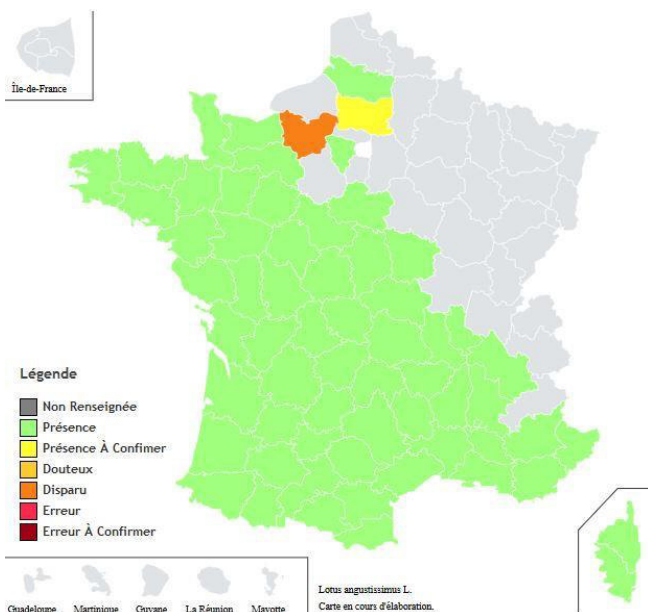 Île-de-France
Légende
Non Renseignée
Présence
Présence À Confimer
Douteux
Disparu
Erreur
Erreur À Confirmer
Guadeloupe Martinique Guyane La Réunion Mayotte
Lotus angustissimus L.
Carte en cours d'élaboration.